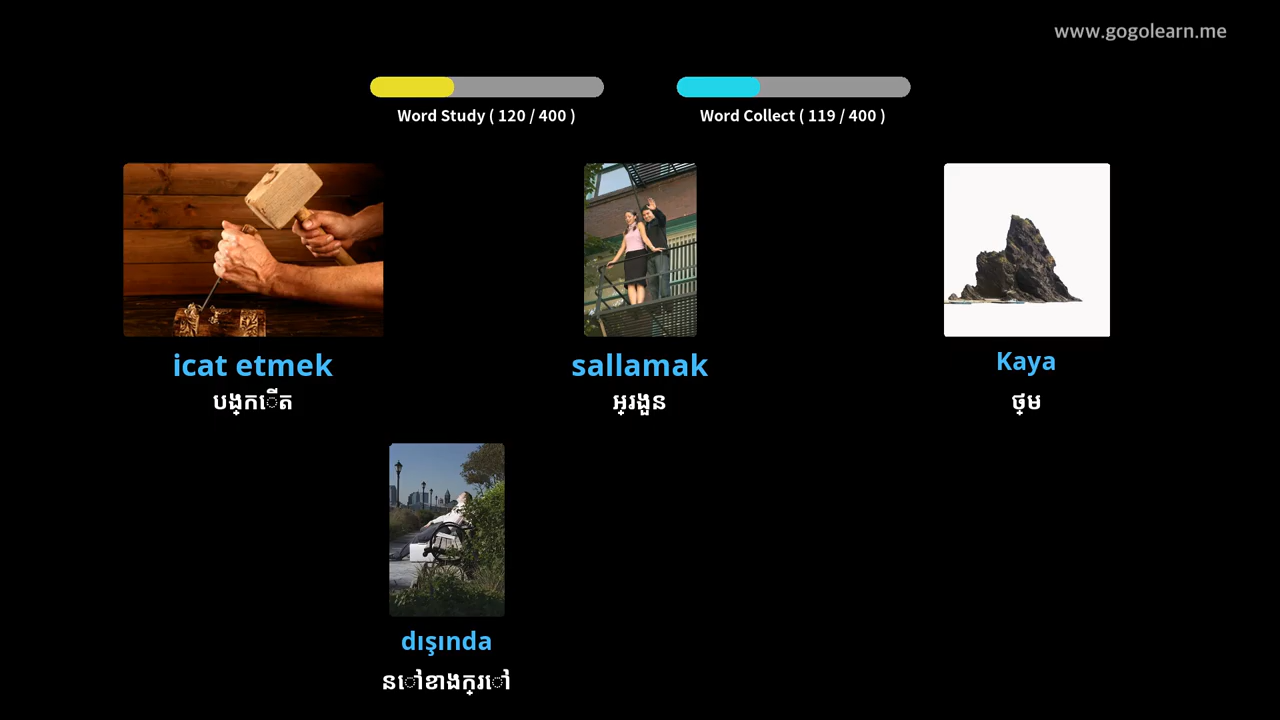 www.gogolearn.me
Word Study ( 120 / 400 )
Word Collect ( 119 / 400 )
icat etmek
sallamak
Kaya
បង្កើត
អ្រងួន
ថ្ម
dışında
នៅខាងក្រៅ